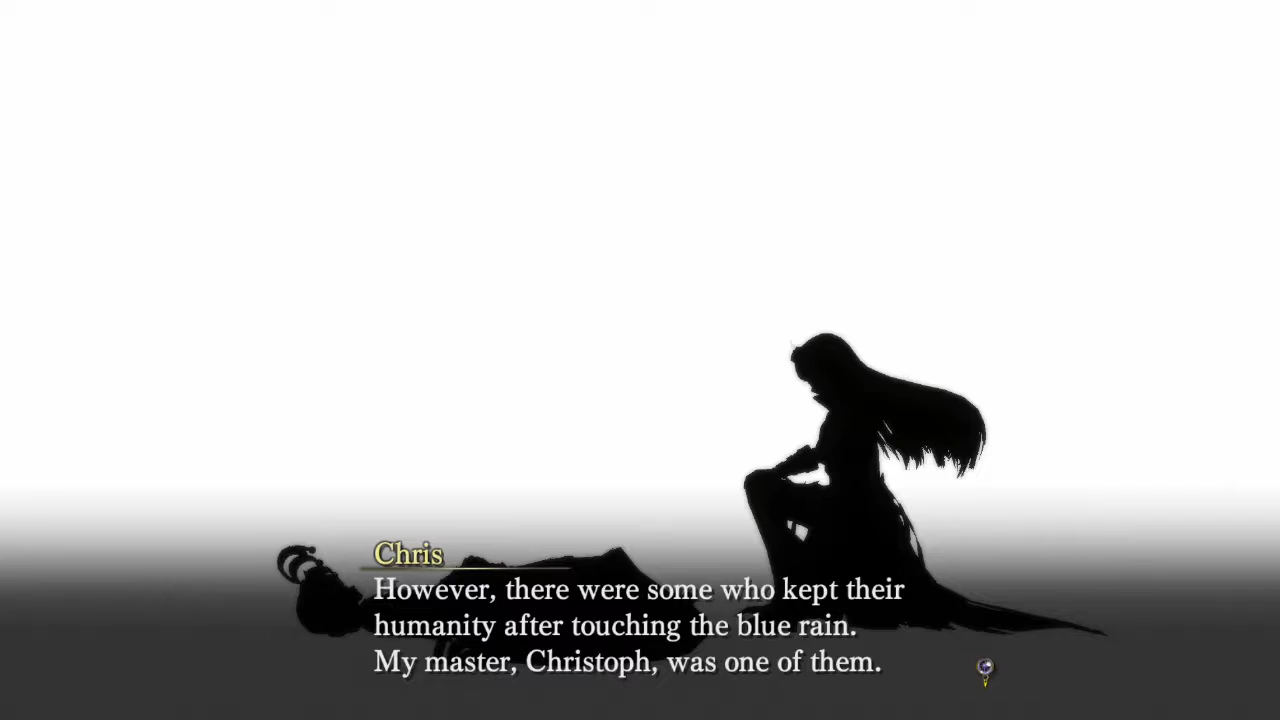 Chris
However, there were some who kept their
humanity after touching the blue rain.
My master, Christoph, was one of them.